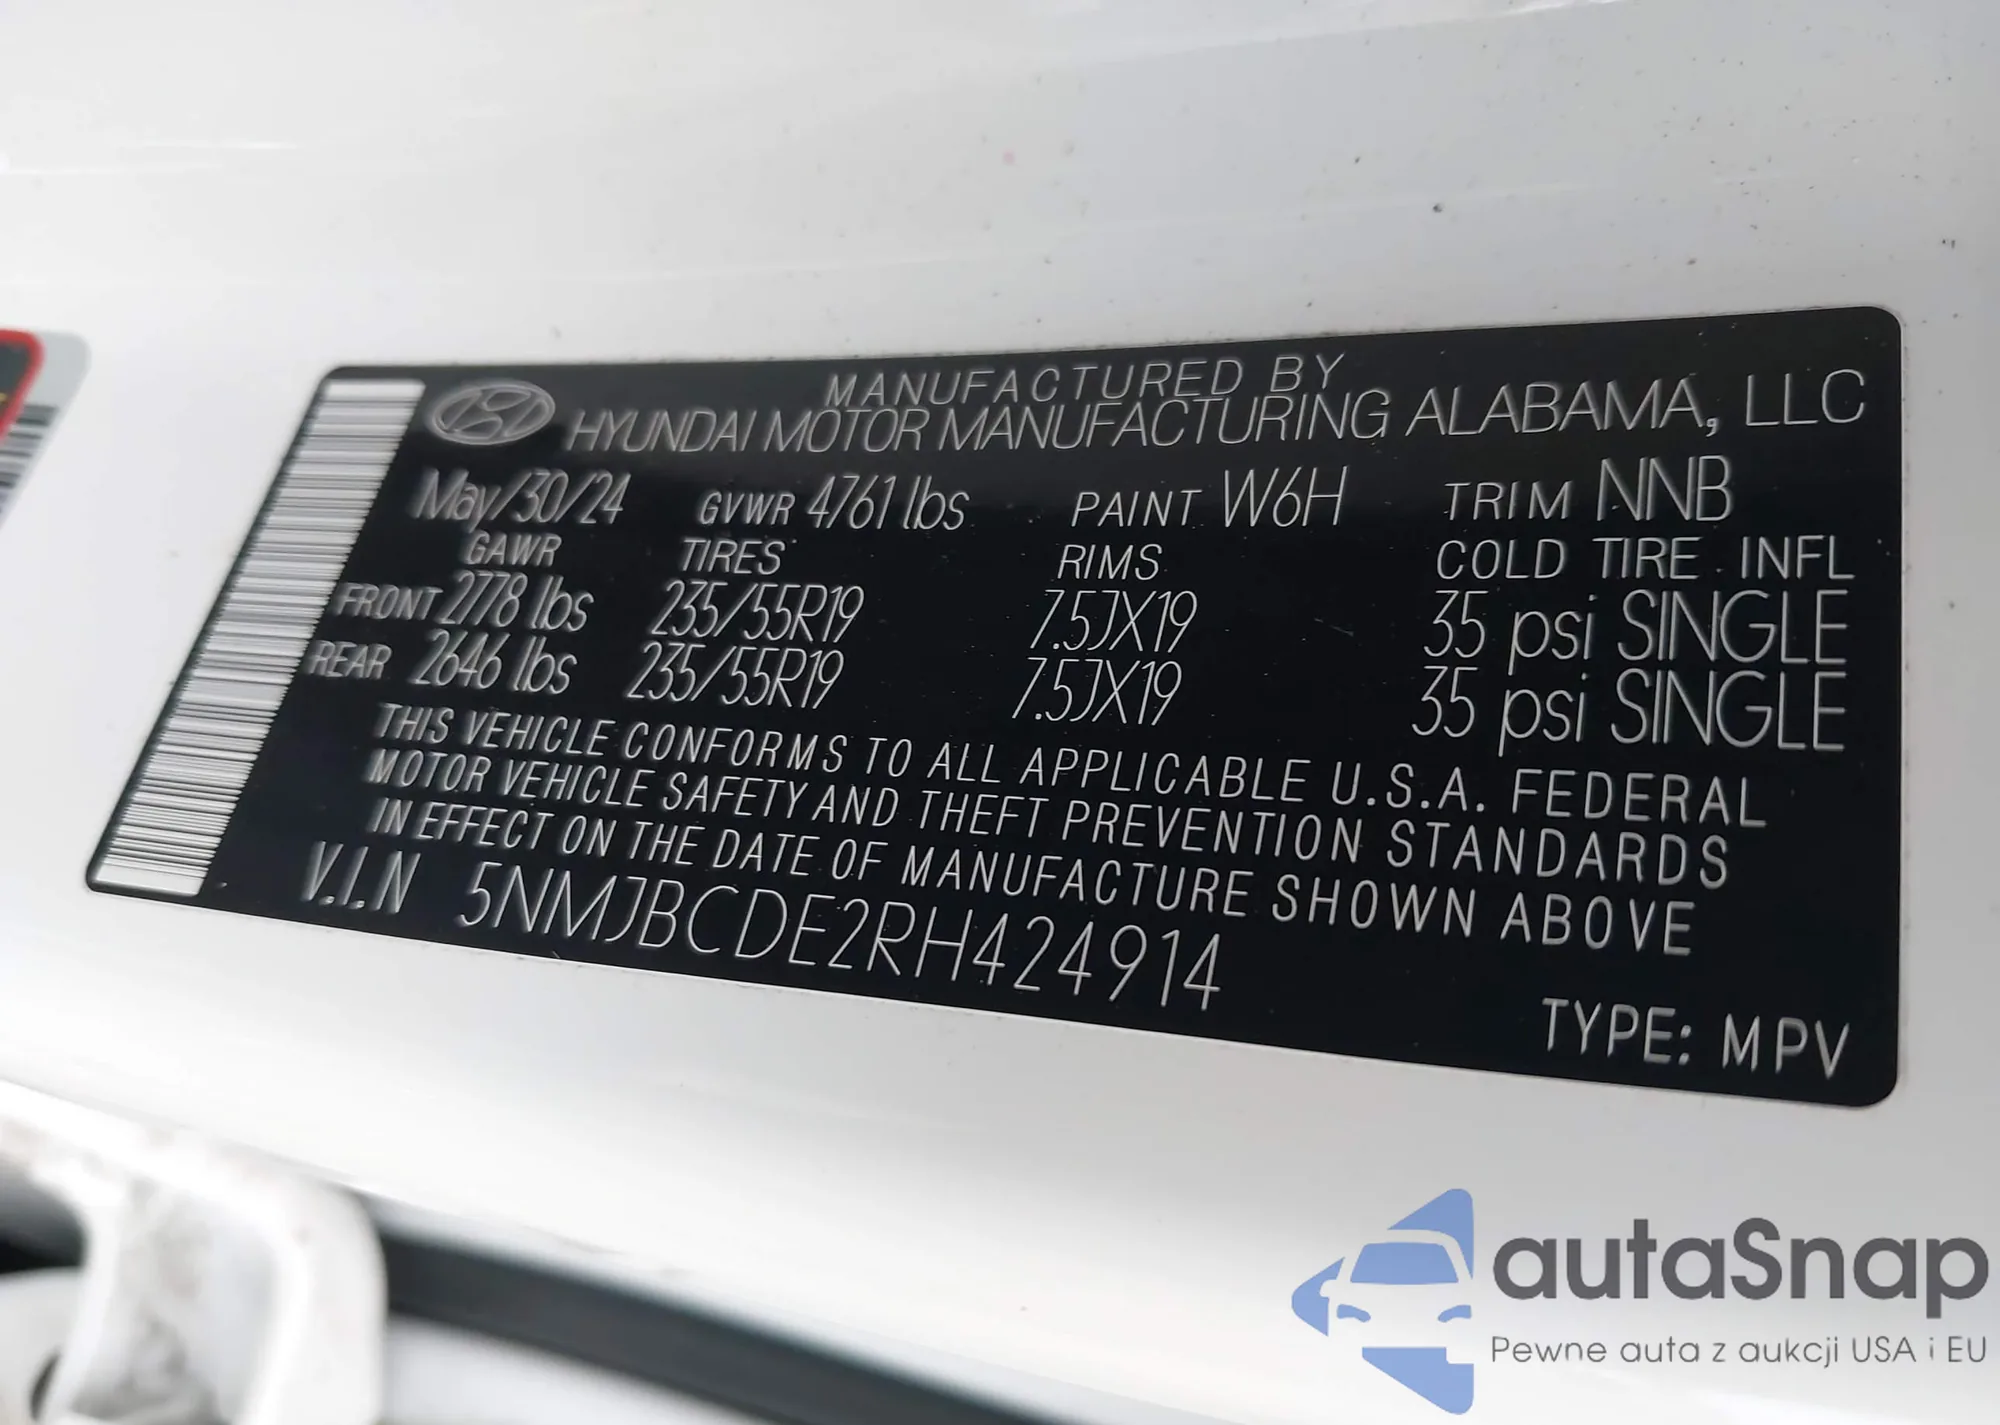 MANUFACTURED BY
HYUNDAI MOTOR MANUFACTURING ALABAMA, LLC
May/30/24 GVWR 4761 lbs PAINT W6H TRIM NNB
GAWR TIRES RIMS COLD TIRE INFL
FRONT 2778 lbs 235/55R19 7.5JX19 35 psi SINGLE
REAR 2646 lbs 235/55R19 7.5JX19 35 psi SINGLE
THIS VEHICLE CONFORMS TO ALL APPLICABLE U.S.A. FEDERAL
MOTOR VEHICLE SAFETY AND THEFT PREVENTION STANDARDS
IN EFFECT ON THE DATE OF MANUFACTURE SHOWN ABOVE
V.I.N 5NMJBCDE2RH424914
TYPE: MPV
autaSnap
Pewne auta z aukcji USA i EU